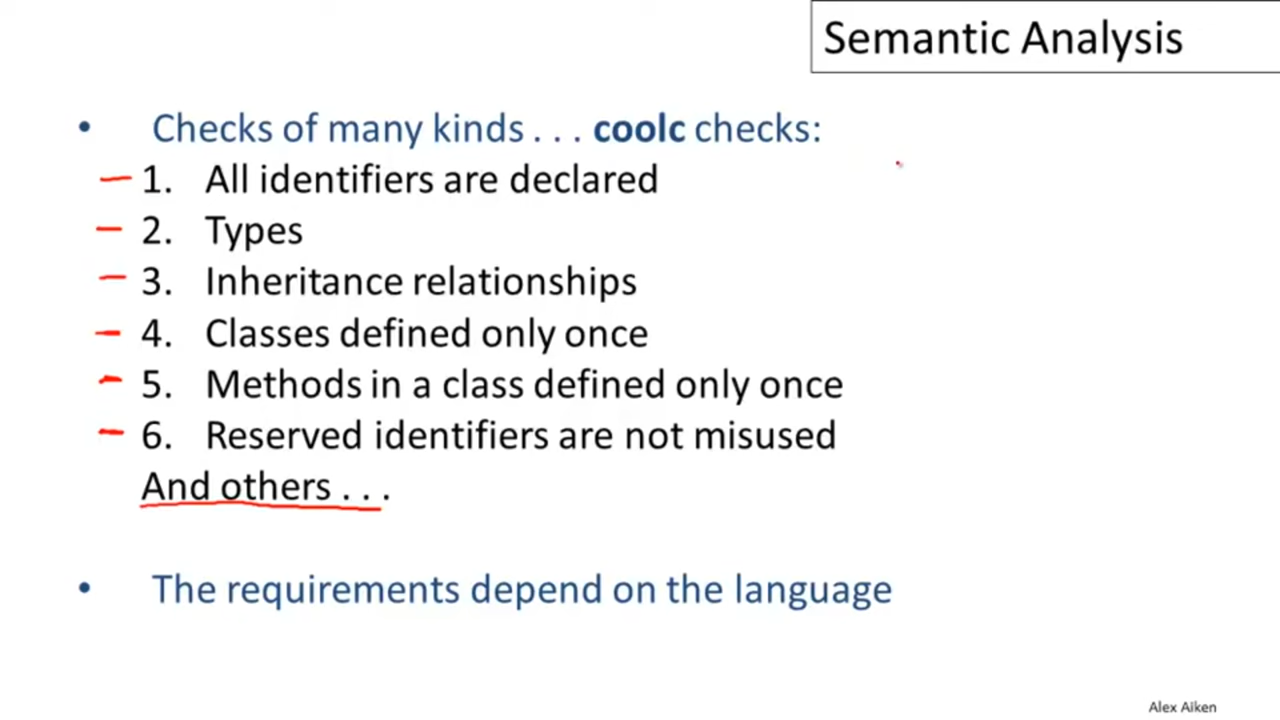 Semantic Analysis
• Checks of many kinds . . . coolc checks:
1. All identifiers are declared
2. Types
3. Inheritance relationships
4. Classes defined only once
5. Methods in a class defined only once
6. Reserved identifiers are not misused
And others . . .
• The requirements depend on the language
Alex Aiken